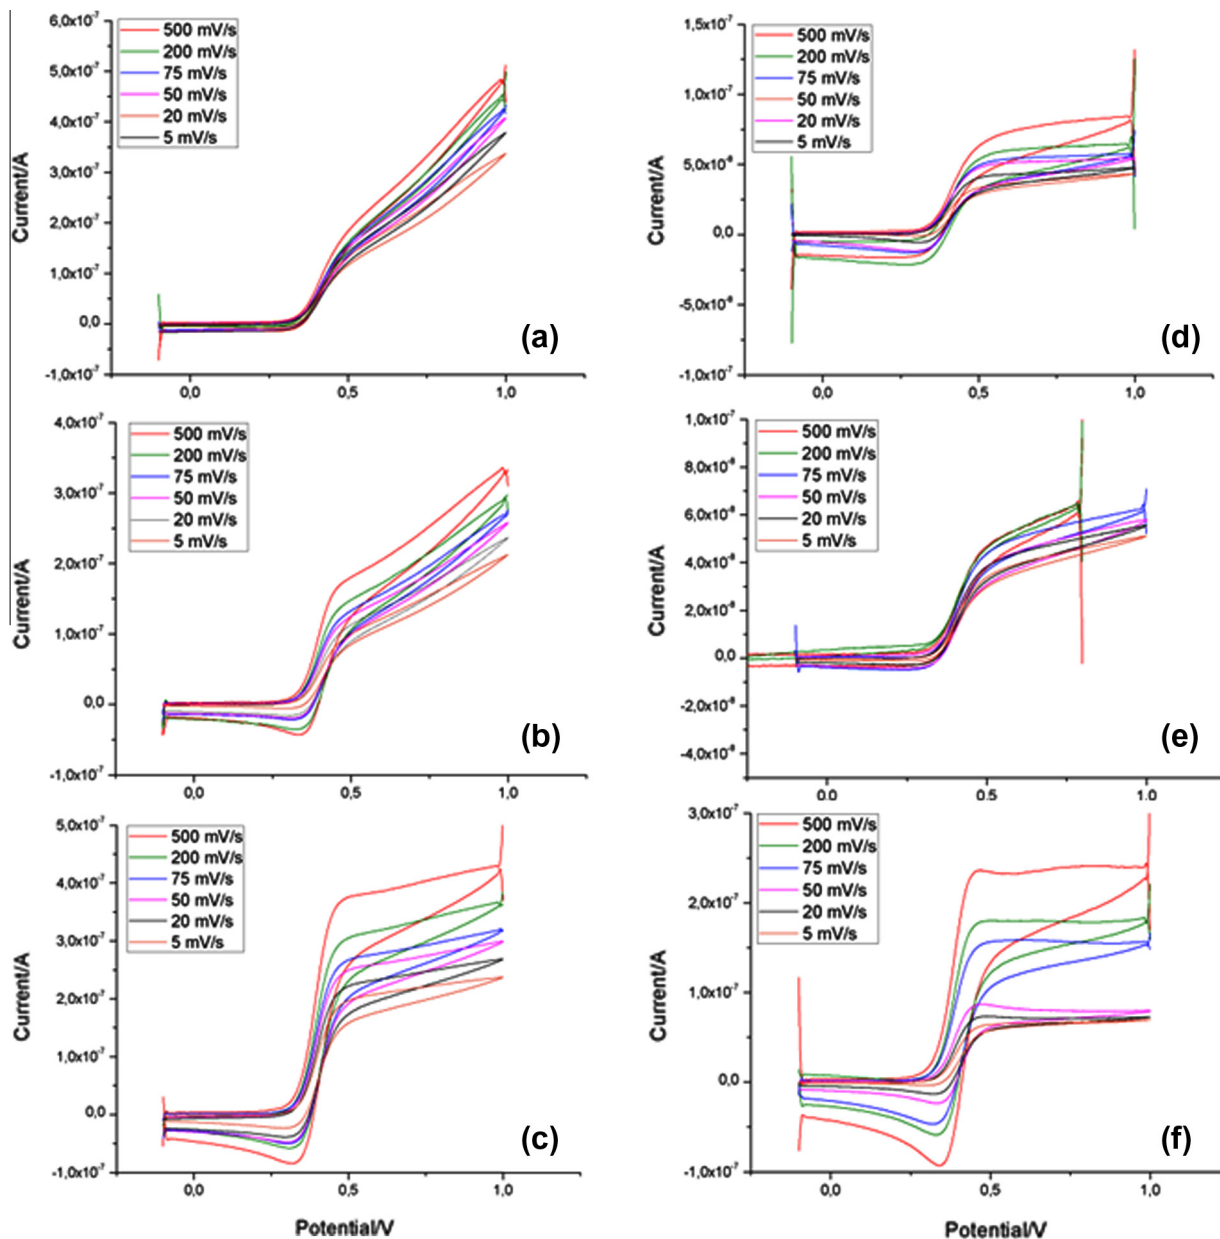 6,0x10⁻⁷
5,0x10⁻⁷
4,0x10⁻⁷
3,0x10⁻⁷
2,0x10⁻⁷
1,0x10⁻⁷
0,0
-1,0x10⁻⁷
Current/A
500 mV/s
200 mV/s
75 mV/s
50 mV/s
20 mV/s
5 mV/s
(a)
0,0
0,5
1,0
4,0x10⁻⁷
3,0x10⁻⁷
2,0x10⁻⁷
1,0x10⁻⁷
0,0
-1,0x10⁻⁷
Current/A
500 mV/s
200 mV/s
75 mV/s
50 mV/s
20 mV/s
5 mV/s
(b)
0,0
0,5
1,0
5,0x10⁻⁷
4,0x10⁻⁷
3,0x10⁻⁷
2,0x10⁻⁷
1,0x10⁻⁷
0,0
-1,0x10⁻⁷
Current/A
500 mV/s
200 mV/s
75 mV/s
50 mV/s
20 mV/s
5 mV/s
(c)
0,0
0,5
1,0
Potential/V
1,5x10⁻⁷
1,0x10⁻⁷
5,0x10⁻⁸
0,0
-5,0x10⁻⁸
-1,0x10⁻⁷
Current/A
500 mV/s
200 mV/s
75 mV/s
50 mV/s
20 mV/s
5 mV/s
(d)
0,0
0,5
1,0
1,0x10⁻⁷
8,0x10⁻⁸
6,0x10⁻⁸
4,0x10⁻⁸
2,0x10⁻⁸
0,0
-2,0x10⁻⁸
-4,0x10⁻⁸
Current/A
500 mV/s
200 mV/s
75 mV/s
50 mV/s
20 mV/s
5 mV/s
(e)
0.0
0.5
1.0
3,0x10⁻⁷
2,0x10⁻⁷
1,0x10⁻⁷
0,0
-1,0x10⁻⁷
Current/A
500 mV/s
200 mV/s
75 mV/s
50 mV/s
20 mV/s
5 mV/s
(f)
0,0
0,5
1,0
Potential/V